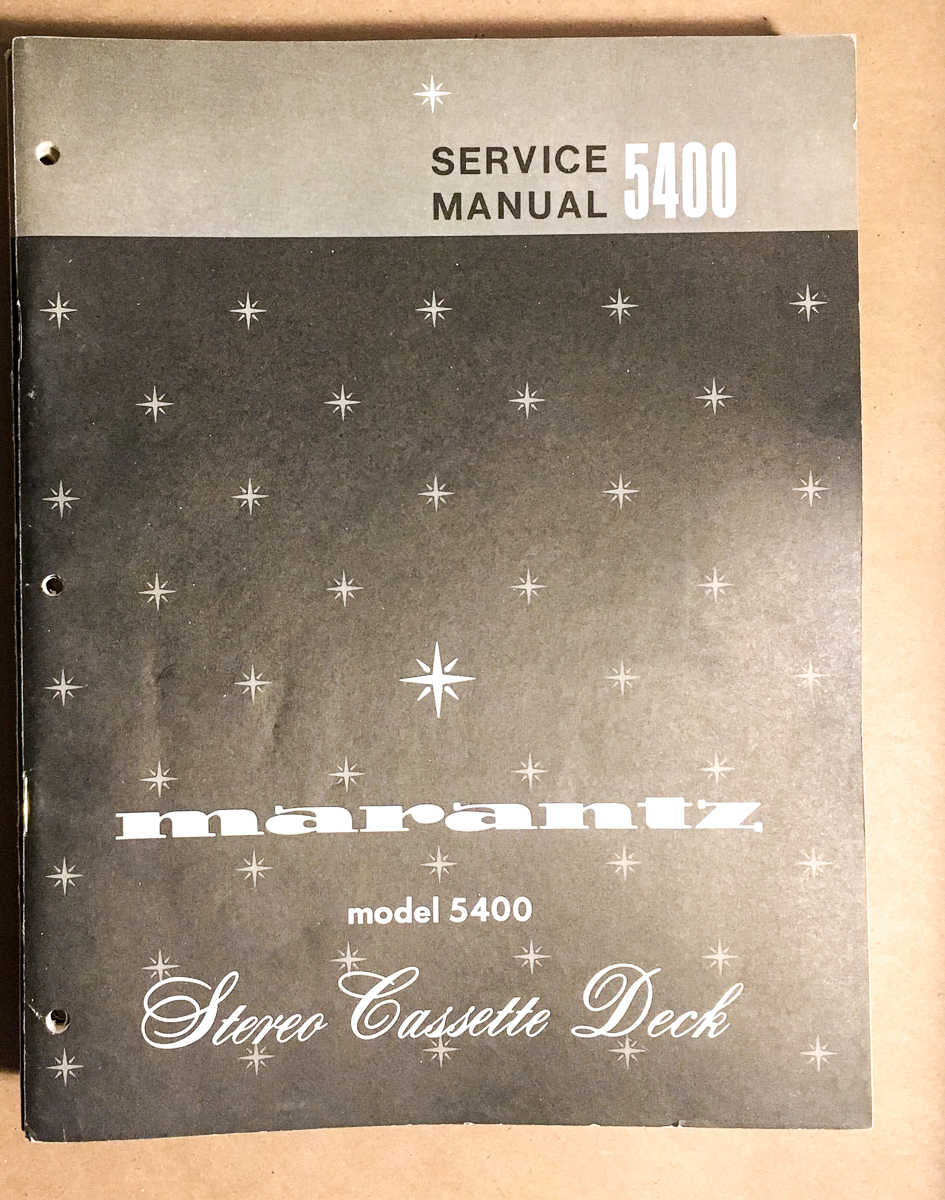 SERVICE
MANUAL 5400
marantz
model 5400
Stereo Cassette Deck